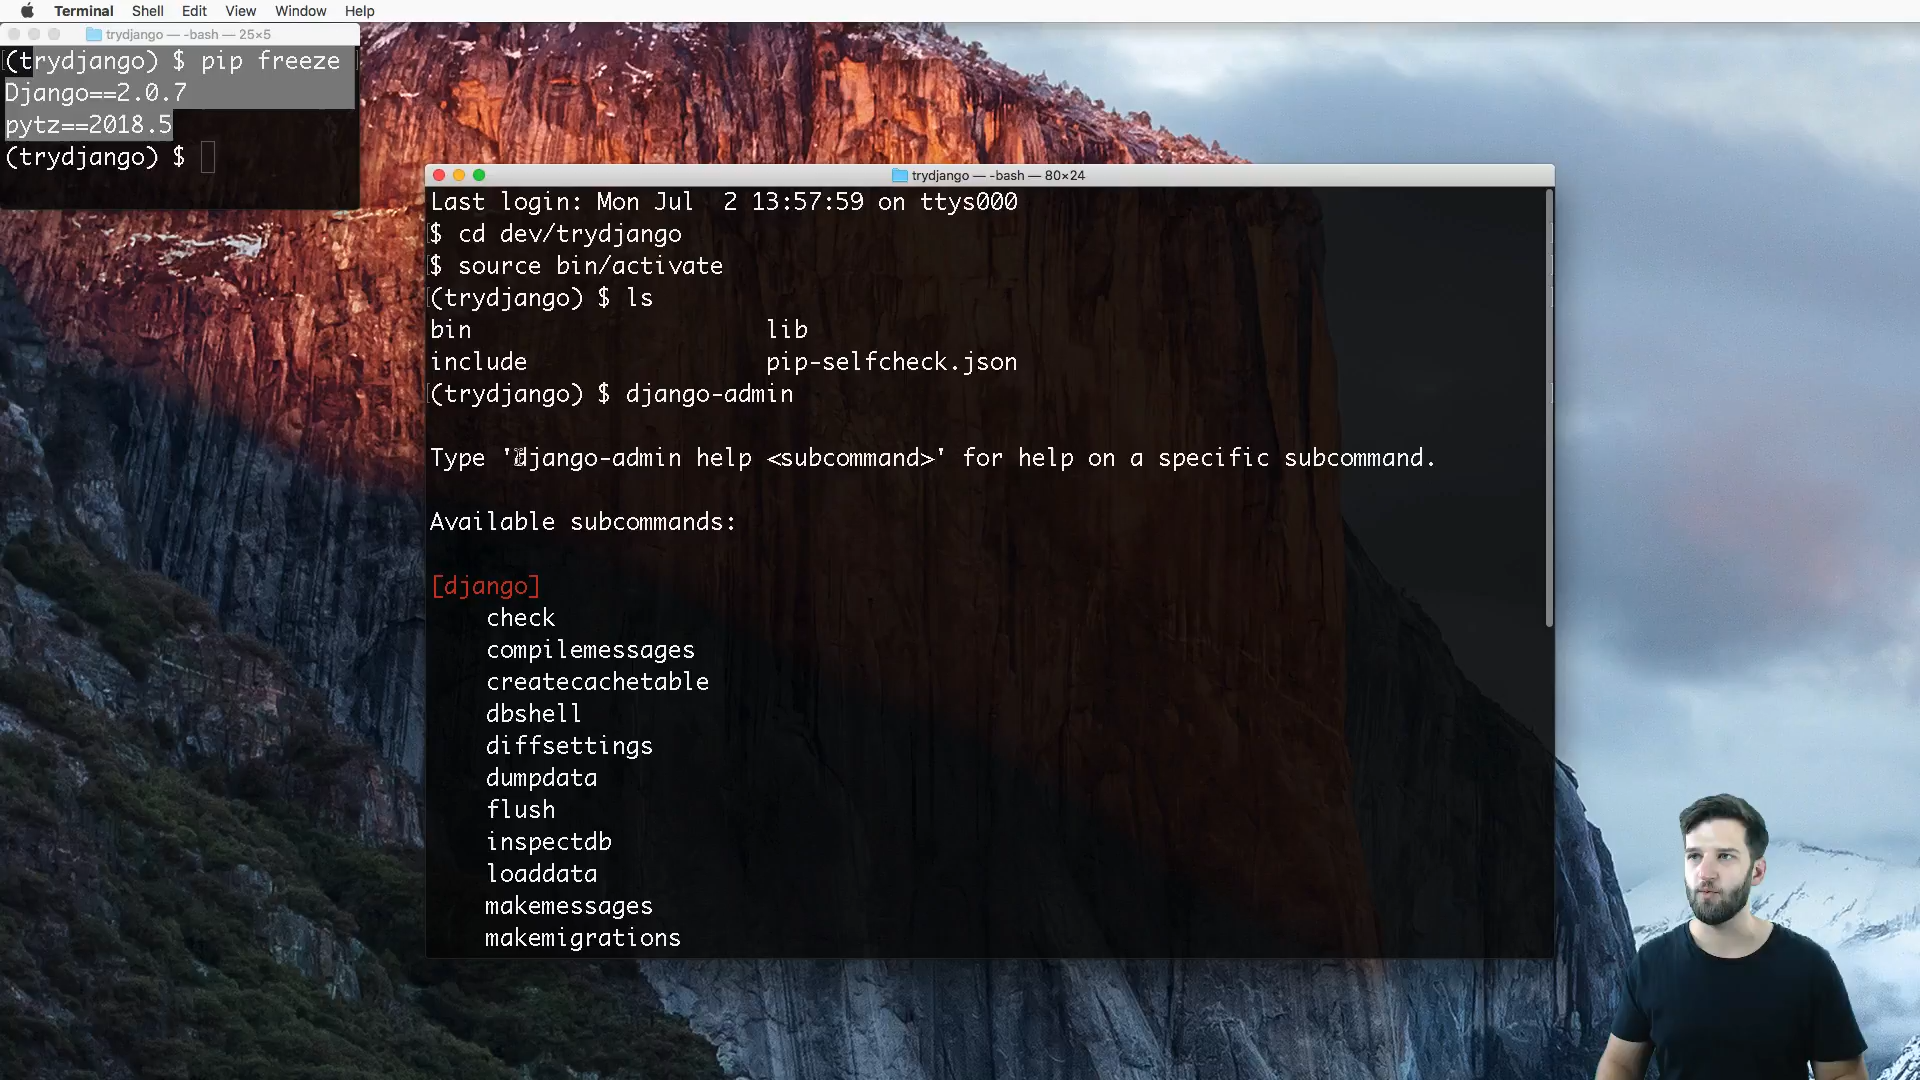 Terminal Shell Edit View Window Help
trydjango — -bash — 25×5
(trydjango) $ pip freeze
Django==2.0.7
pytz==2018.5
(trydjango) $
trydjango — -bash — 80×24
Last login: Mon Jul  2 13:57:59 on ttys000
$ cd dev/trydjango
$ source bin/activate
(trydjango) $ ls
bin lib
include pip-selfcheck.json
(trydjango) $ django-admin
Type 'django-admin help <subcommand>' for help on a specific subcommand.
Available subcommands:
[django]
check
compilemessages
createcachetable
dbshell
diffsettings
dumpdata
flush
inspectdb
loaddata
makemessages
makemigrations